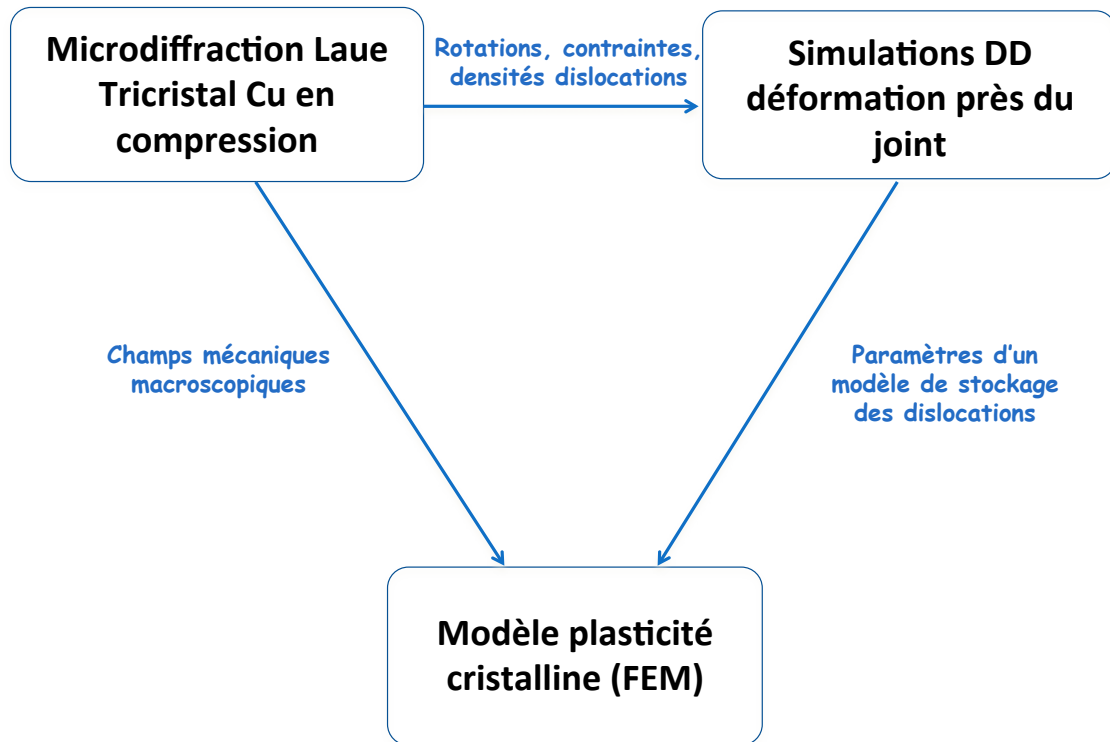 Microdiffraction Laue
Tricristal Cu en
compression
Rotations, contraintes,
densités dislocations
Simulations DD
déformation près du
joint
Champs mécaniques
macroscopiques
Paramètres d'un
modèle de stockage
des dislocations
Modèle plasticité
cristalline (FEM)